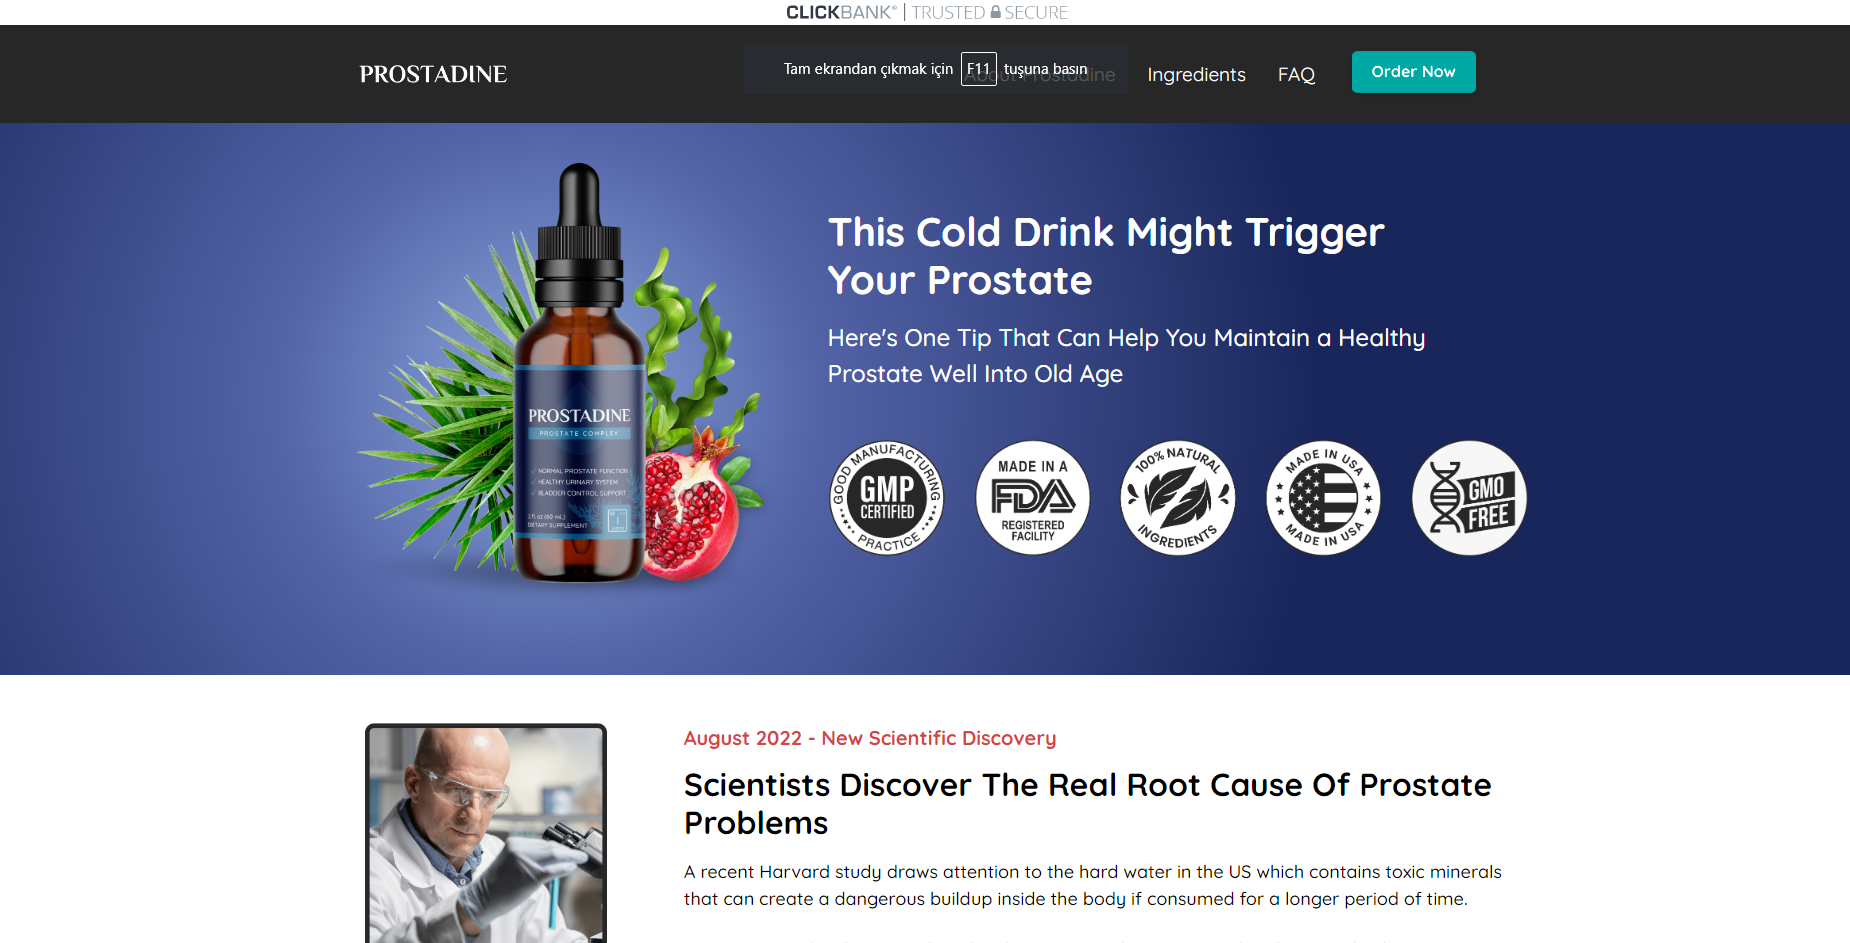 CLICKBANK® | TRUSTED SECURE
PROSTADINE
Tam ekrandan çıkmak için F11 tuşuna basın
About Prostadine
Ingredients
FAQ
Order Now
This Cold Drink Might Trigger
Your Prostate
Here's One Tip That Can Help You Maintain a Healthy
Prostate Well Into Old Age
PROSTADINE
PROSTATE COMPLEX
NORMAL PROSTATE FUNCTION
HEALTHY URINARY SYSTEM
BLADDER CONTROL SUPPORT
2 fl oz (60 mL)
DIETARY SUPPLEMENT
GOOD MANUFACTURING
GMP
CERTIFIED
PRACTICE
MADE IN A
FDA
REGISTERED
FACILITY
100% NATURAL
INGREDIENTS
MADE IN USA
MADE IN USA
GMO
FREE
August 2022 - New Scientific Discovery
Scientists Discover The Real Root Cause Of Prostate
Problems
A recent Harvard study draws attention to the hard water in the US which contains toxic minerals
that can create a dangerous buildup inside the body if consumed for a longer period of time.